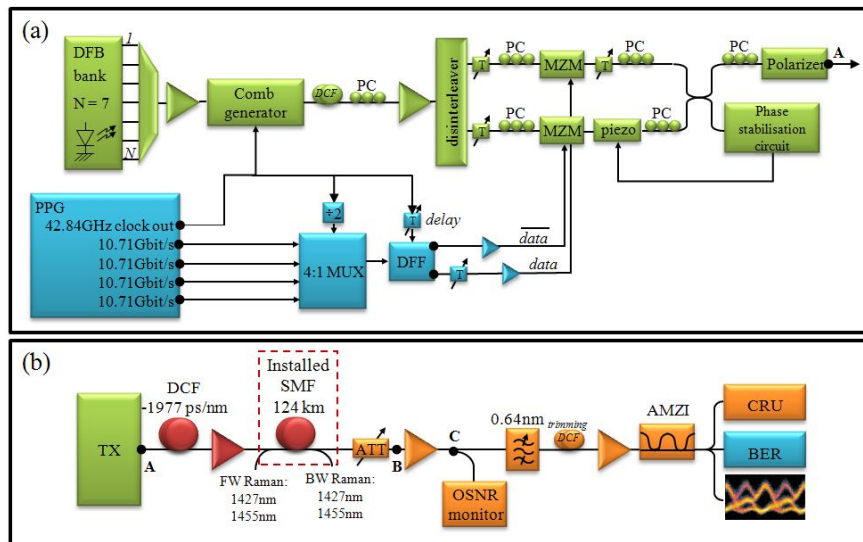 (a)
DFB
bank
N = 7
1
N
Comb
generator
DCF
PC
disinterleaver
T
PC
MZM
T
PC
PC
Polarizer
A
T
PC
MZM
piezo
PC
Phase
stabilisation
circuit
PPG
42.84GHz clock out
10.71Gbit/s
10.71Gbit/s
10.71Gbit/s
10.71Gbit/s
÷2
T
delay
4:1 MUX
DFF
data
T
data
(b)
TX
A
DCF
-1977 ps/nm
Installed
SMF
124 km
FW Raman:
1427nm
1455nm
BW Raman:
1427nm
1455nm
ATT
B
C
OSNR
monitor
0.64nm
trimming
DCF
AMZI
CRU
BER